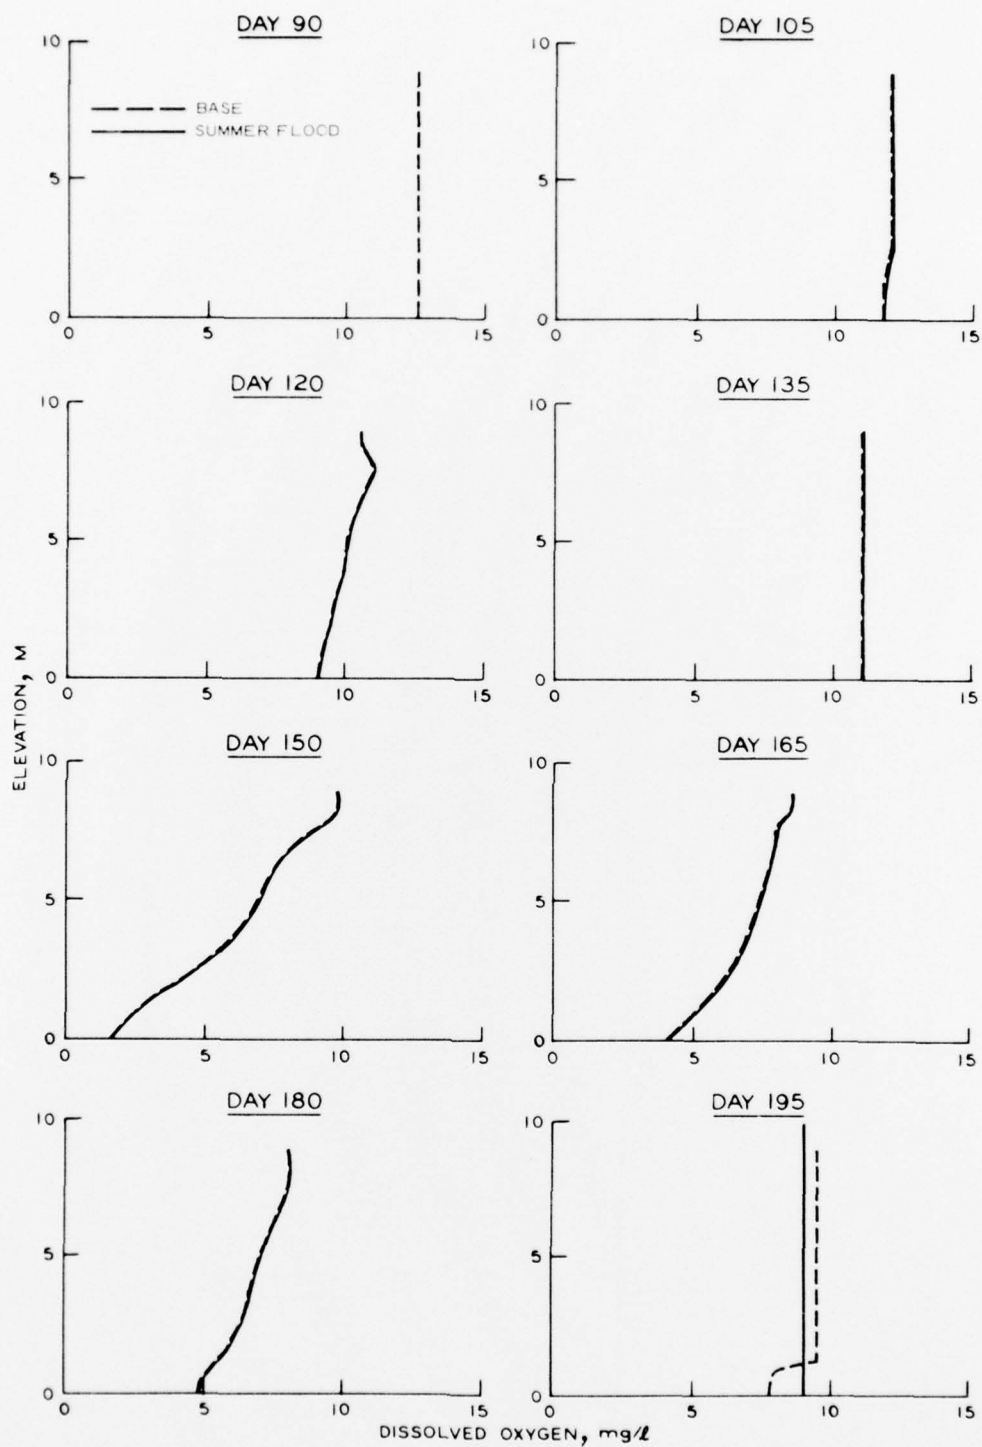 DAY 90
10
5
0
0 5 10 15
BASE
SUMMER FLOOD
DAY 105
10
5
0
0 5 10 15
DAY 120
10
5
0
0 5 10 15
DAY 135
10
5
0
0 5 10 15
ELEVATION, M
DAY 150
10
5
0
0 5 10 15
DAY 165
10
5
0
0 5 10 15
DAY 180
10
5
0
0 5 10 15
DAY 195
10
5
0
0 5 10 15
DISSOLVED OXYGEN, mg/ℓ